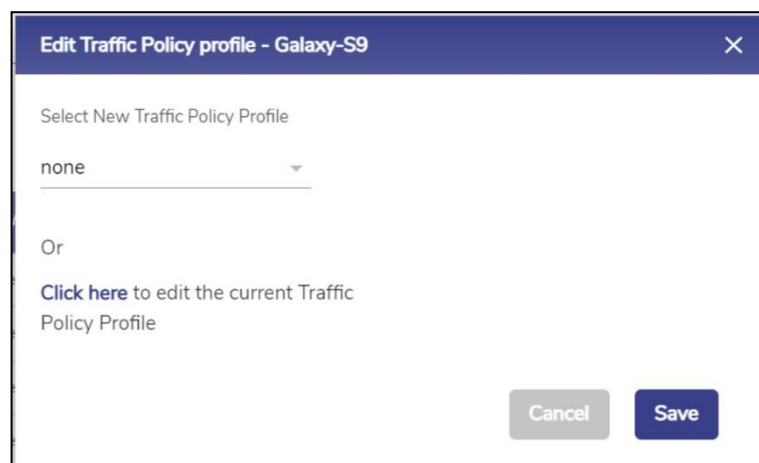 Edit Traffic Policy profile - Galaxy-S9
Select New Traffic Policy Profile
none
Or
Click here to edit the current Traffic
Policy Profile
Cancel
Save